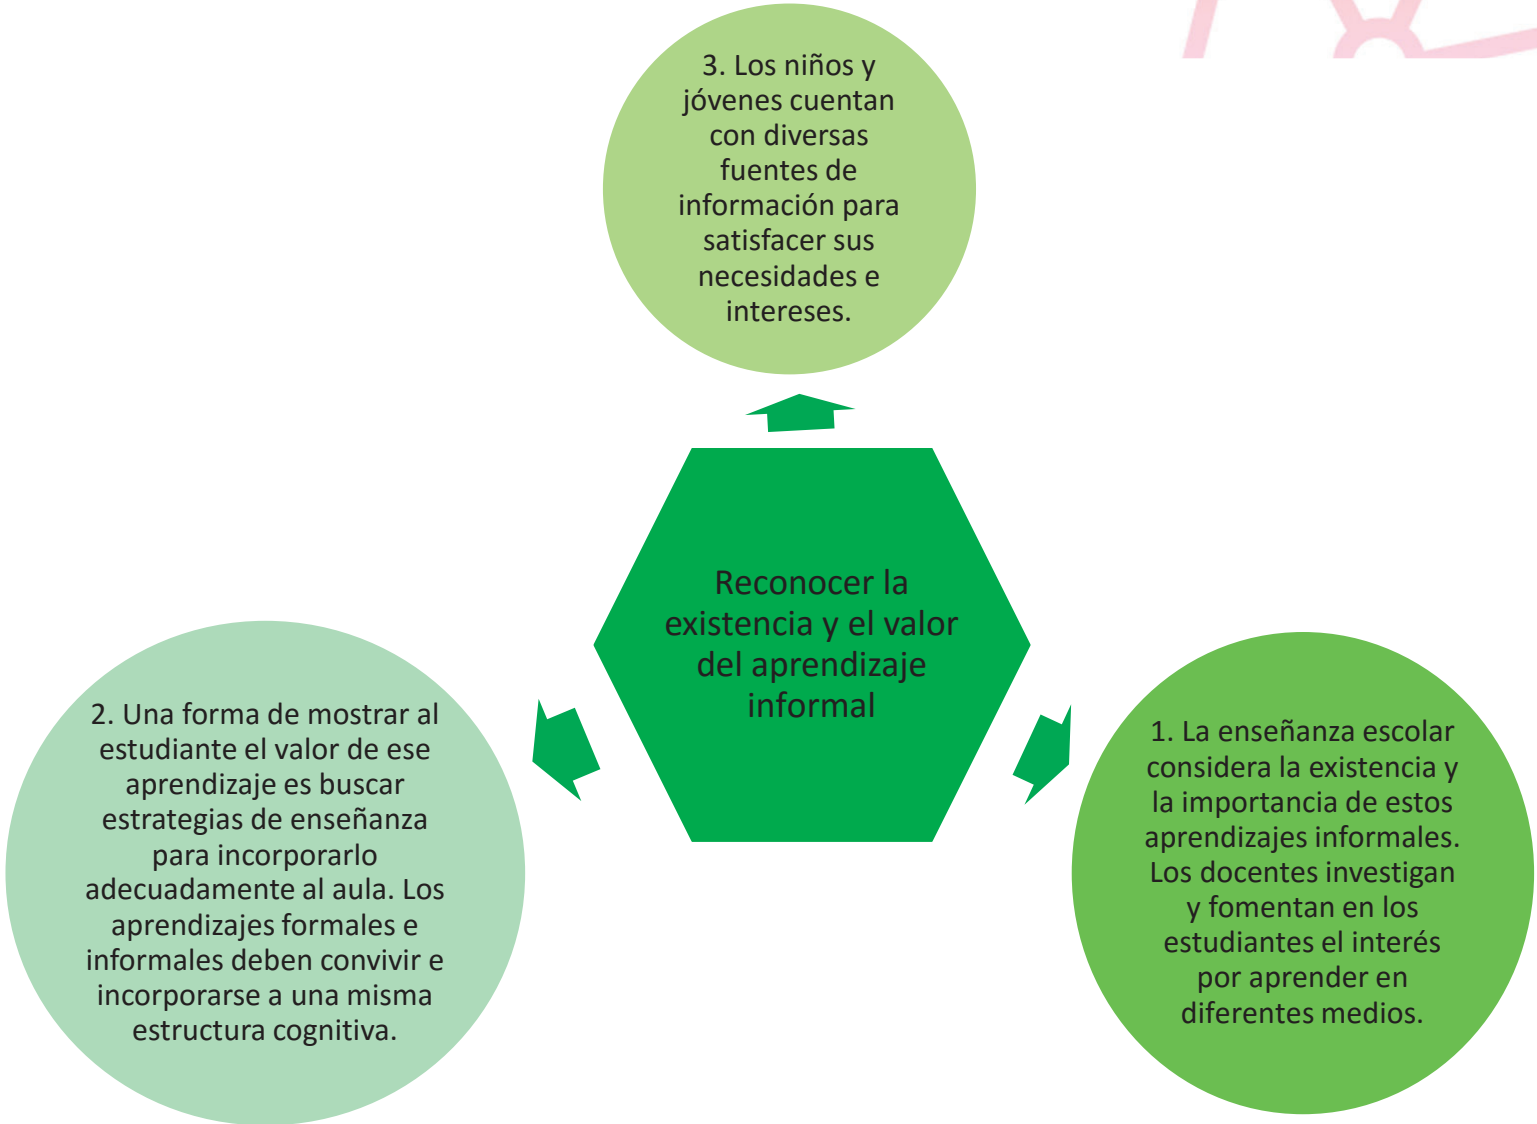 3. Los niños y
jóvenes cuentan
con diversas
fuentes de
información para
satisfacer sus
necesidades e
intereses.
Reconocer la
existencia y el valor
del aprendizaje
informal
2. Una forma de mostrar al
estudiante el valor de ese
aprendizaje es buscar
estrategias de enseñanza
para incorporarlo
adecuadamente al aula. Los
aprendizajes formales e
informales deben convivir e
incorporarse a una misma
estructura cognitiva.
1. La enseñanza escolar
considera la existencia y
la importancia de estos
aprendizajes informales.
Los docentes investigan
y fomentan en los
estudiantes el interés
por aprender en
diferentes medios.